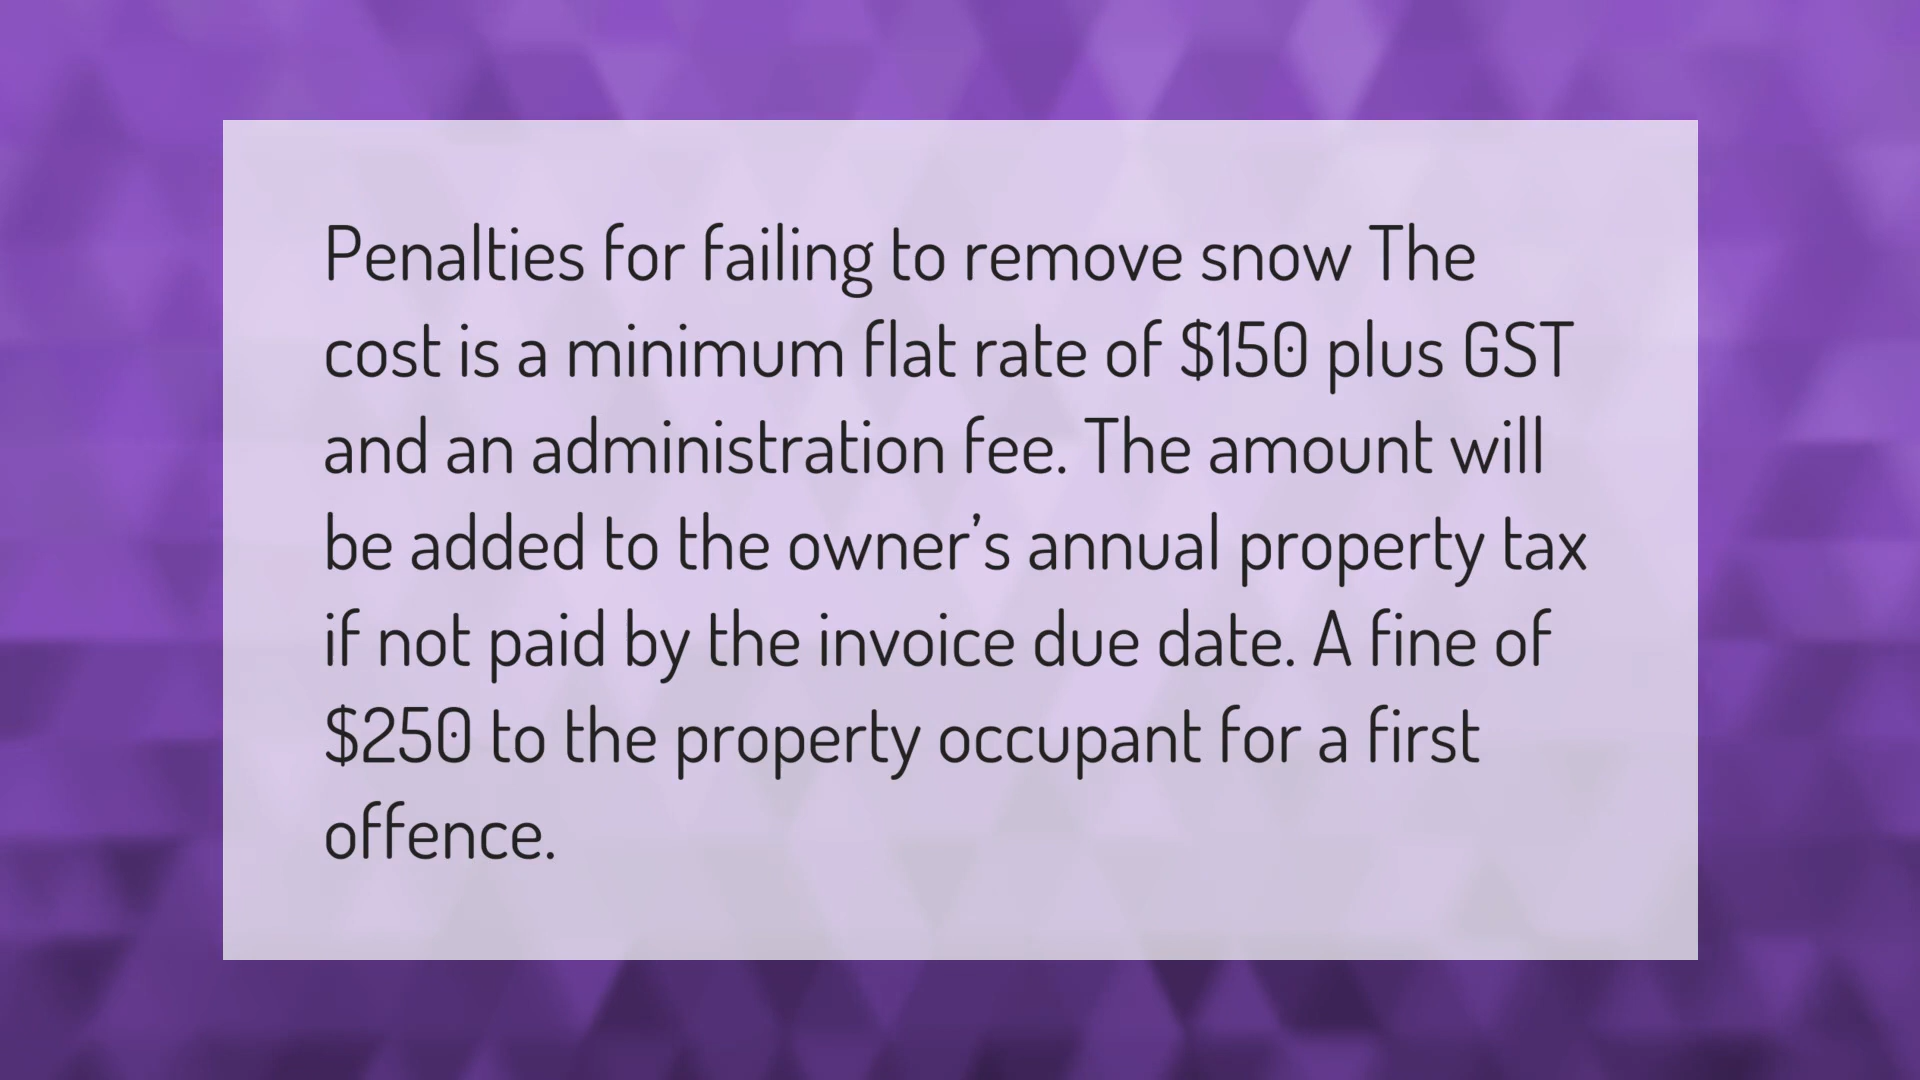 Penalties for failing to remove snow The
cost is a minimum flat rate of $150 plus GST
and an administration fee. The amount will
be added to the owner’s annual property tax
if not paid by the invoice due date. A fine of
$250 to the property occupant for a first
offence.